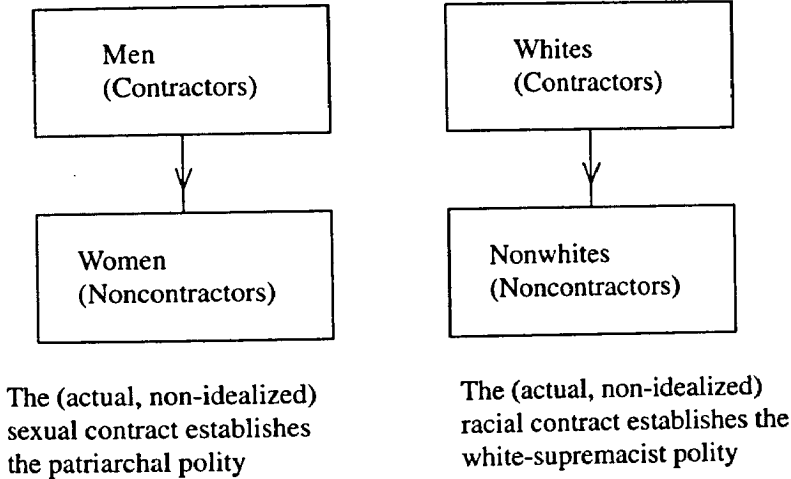 Men
(Contractors)
Women
(Noncontractors)
The (actual, non-idealized)
sexual contract establishes
the patriarchal polity
Whites
(Contractors)
Nonwhites
(Noncontractors)
The (actual, non-idealized)
racial contract establishes the
white-supremacist polity